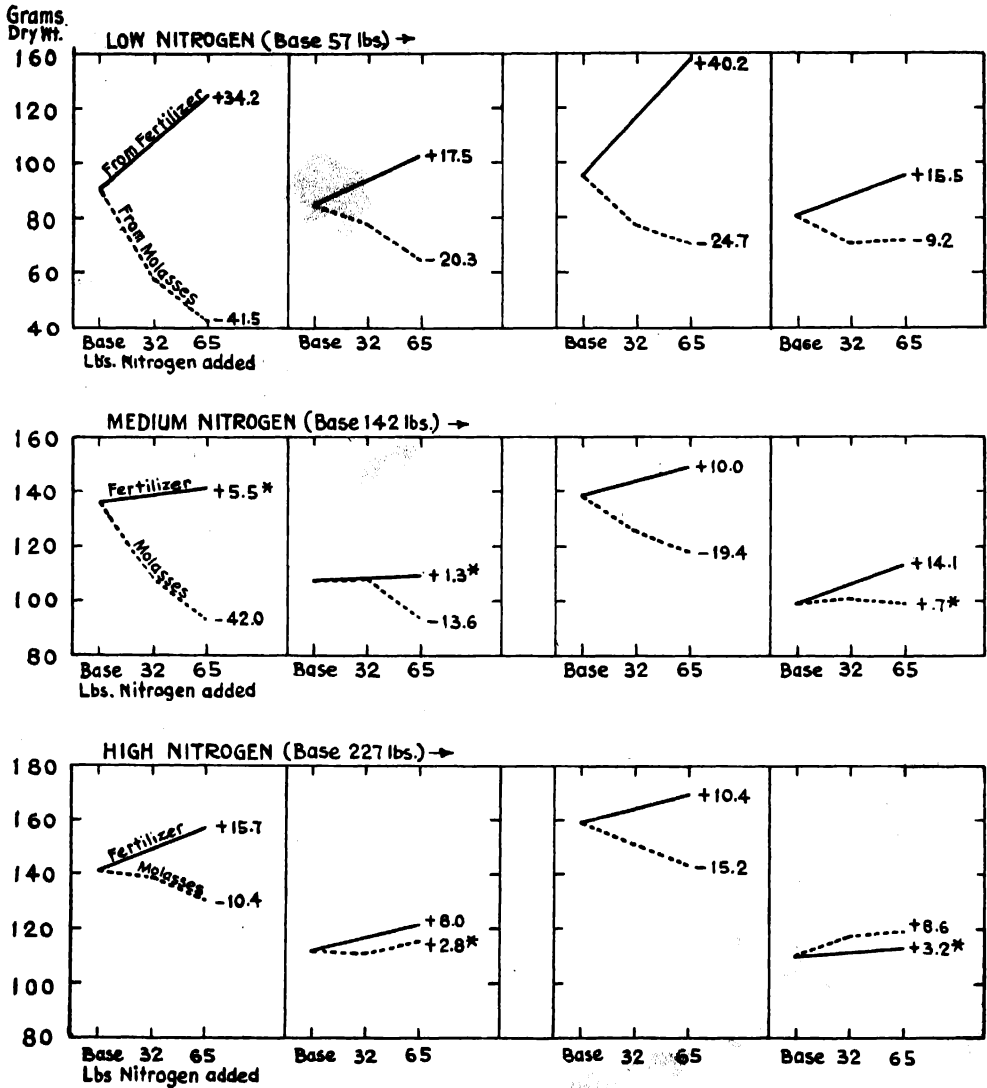 Grams
Dry Wt.
LOW NITROGEN (Base 57 lbs) →
160
120
100
80
60
40
From Fertilizer
+34.2
From Molasses
-41.5
+17.5
-20.3
+40.2
-24.7
+15.5
-9.2
Base 32 65 Base 32 65 Base 32 65 Base 32 65
Lbs. Nitrogen added
MEDIUM NITROGEN (Base 142 lbs.) →
160
140
120
100
80
Fertilizer
+5.5*
Molasses
-42.0
+1.3*
-13.6
+10.0
-19.4
+14.1
+.7*
Base 32 65 Base 32 65 Base 32 65 Base 32 65
Lbs. Nitrogen added
HIGH NITROGEN (Base 227 lbs.) →
180
160
140
120
100
80
Fertilizer
+15.7
Molasses
-10.4
+8.0
+2.8*
+10.4
-15.2
+8.6
+3.2*
Base 32 65 Base 32 65 Base 32 65 Base 32 65
Lbs Nitrogen added